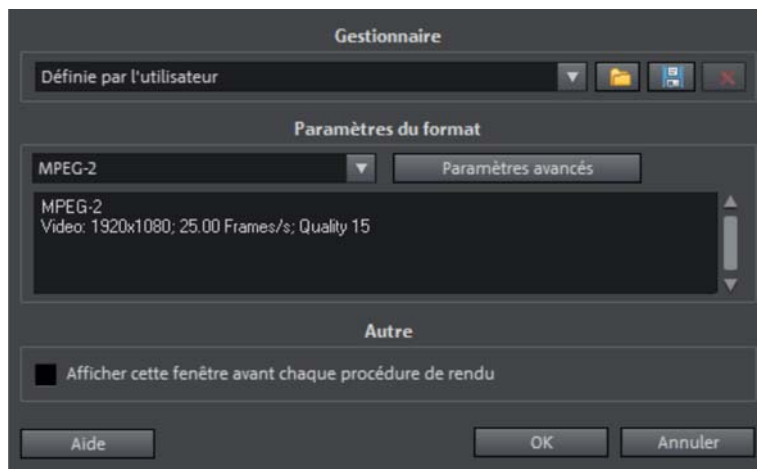 Gestionnaire
Définie par l'utilisateur
Paramètres du format
MPEG-2
Paramètres avancés
MPEG-2
Video: 1920x1080; 25.00 Frames/s; Quality 15
Autre
Afficher cette fenêtre avant chaque procédure de rendu
Aide
OK
Annuler